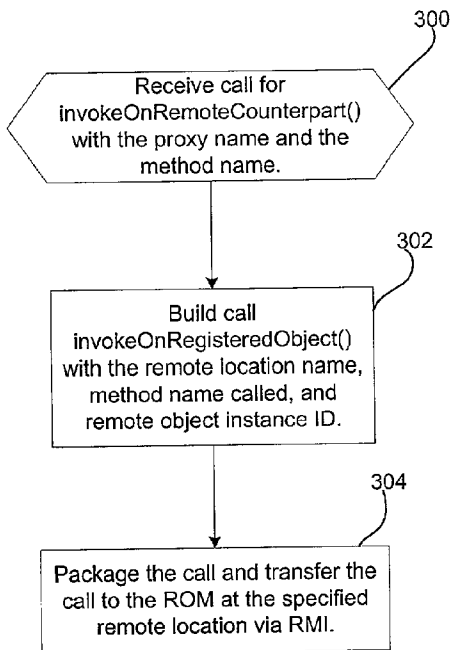 300
Receive call for
invokeOnRemoteCounterpart()
with the proxy name and the
method name.
302
Build call
invokeOnRegisteredObject()
with the remote location name,
method name called, and
remote object instance ID.
304
Package the call and transfer the
call to the ROM at the specified
remote location via RMI.